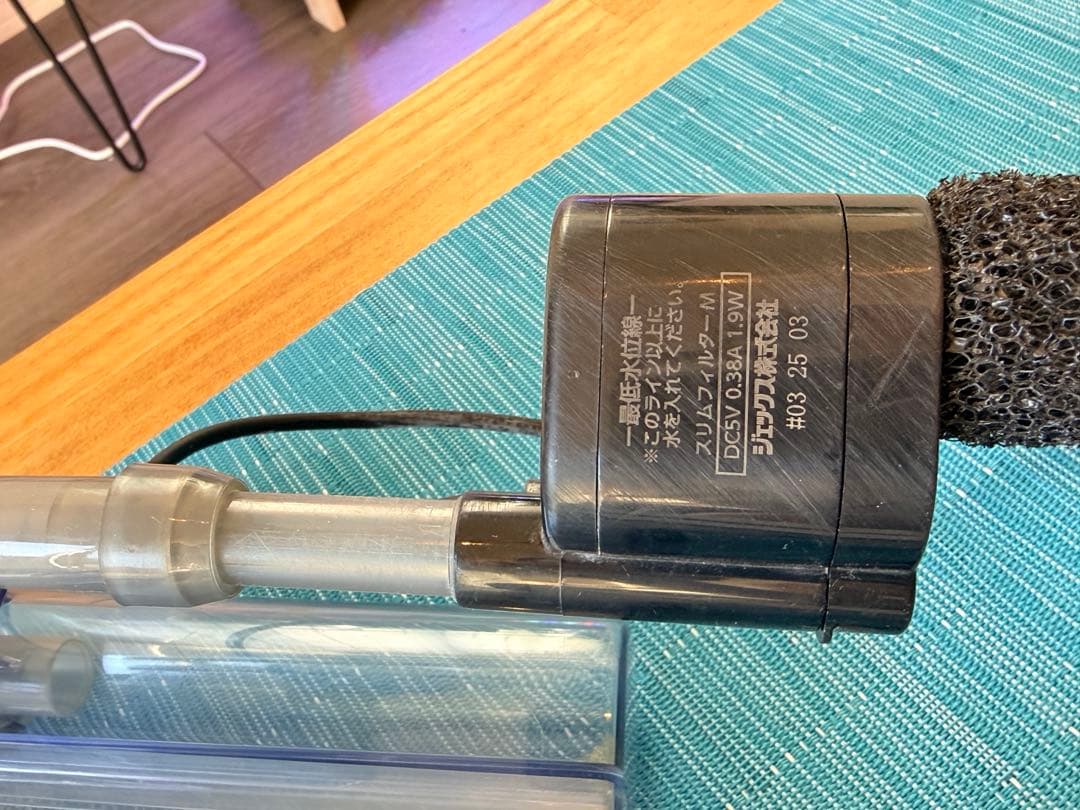 ー最低水位線ー
※このライン以上に
水を入れてください。
スリムフィルター M
DC5V 0.38A 1.9W
ジェックス株式会社
#03 25 03